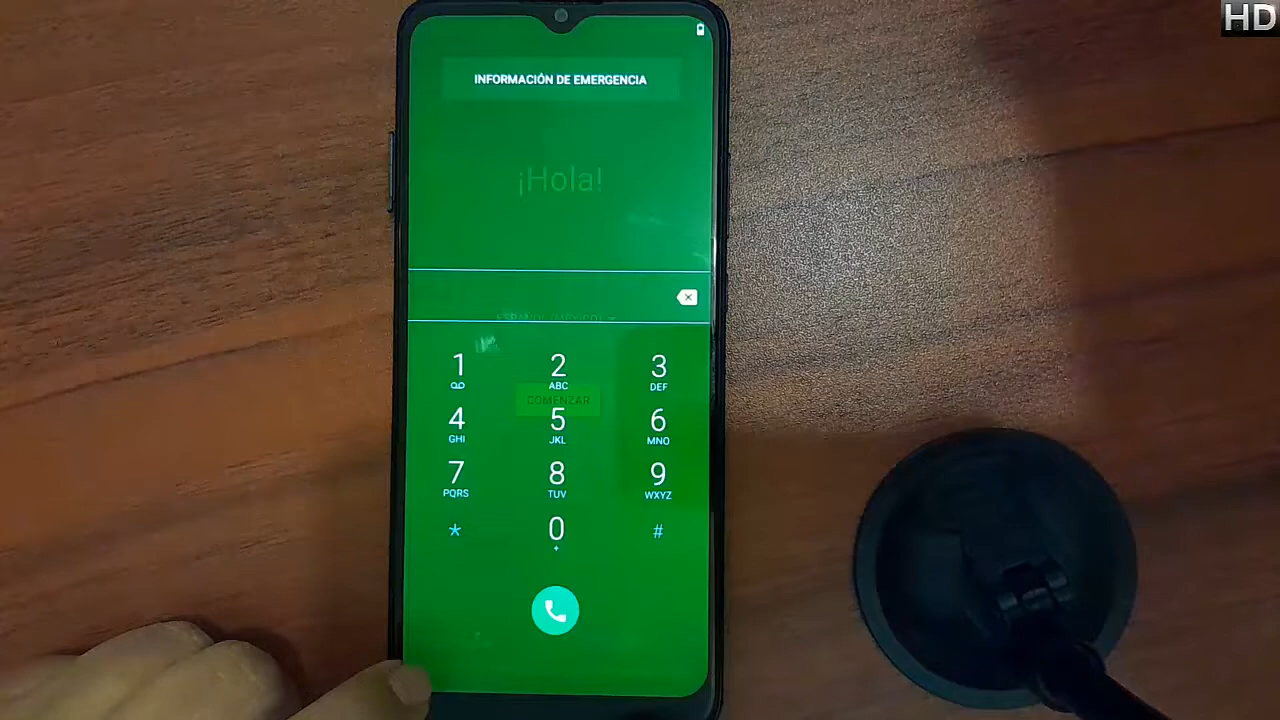 HD
INFORMACIÓN DE EMERGENCIA
¡Hola!
1
2 ABC
3 DEF
COMENZAR
4 GHI
5 JKL
6 MNO
7 PQRS
8 TUV
9 WXYZ
*
0 +
#